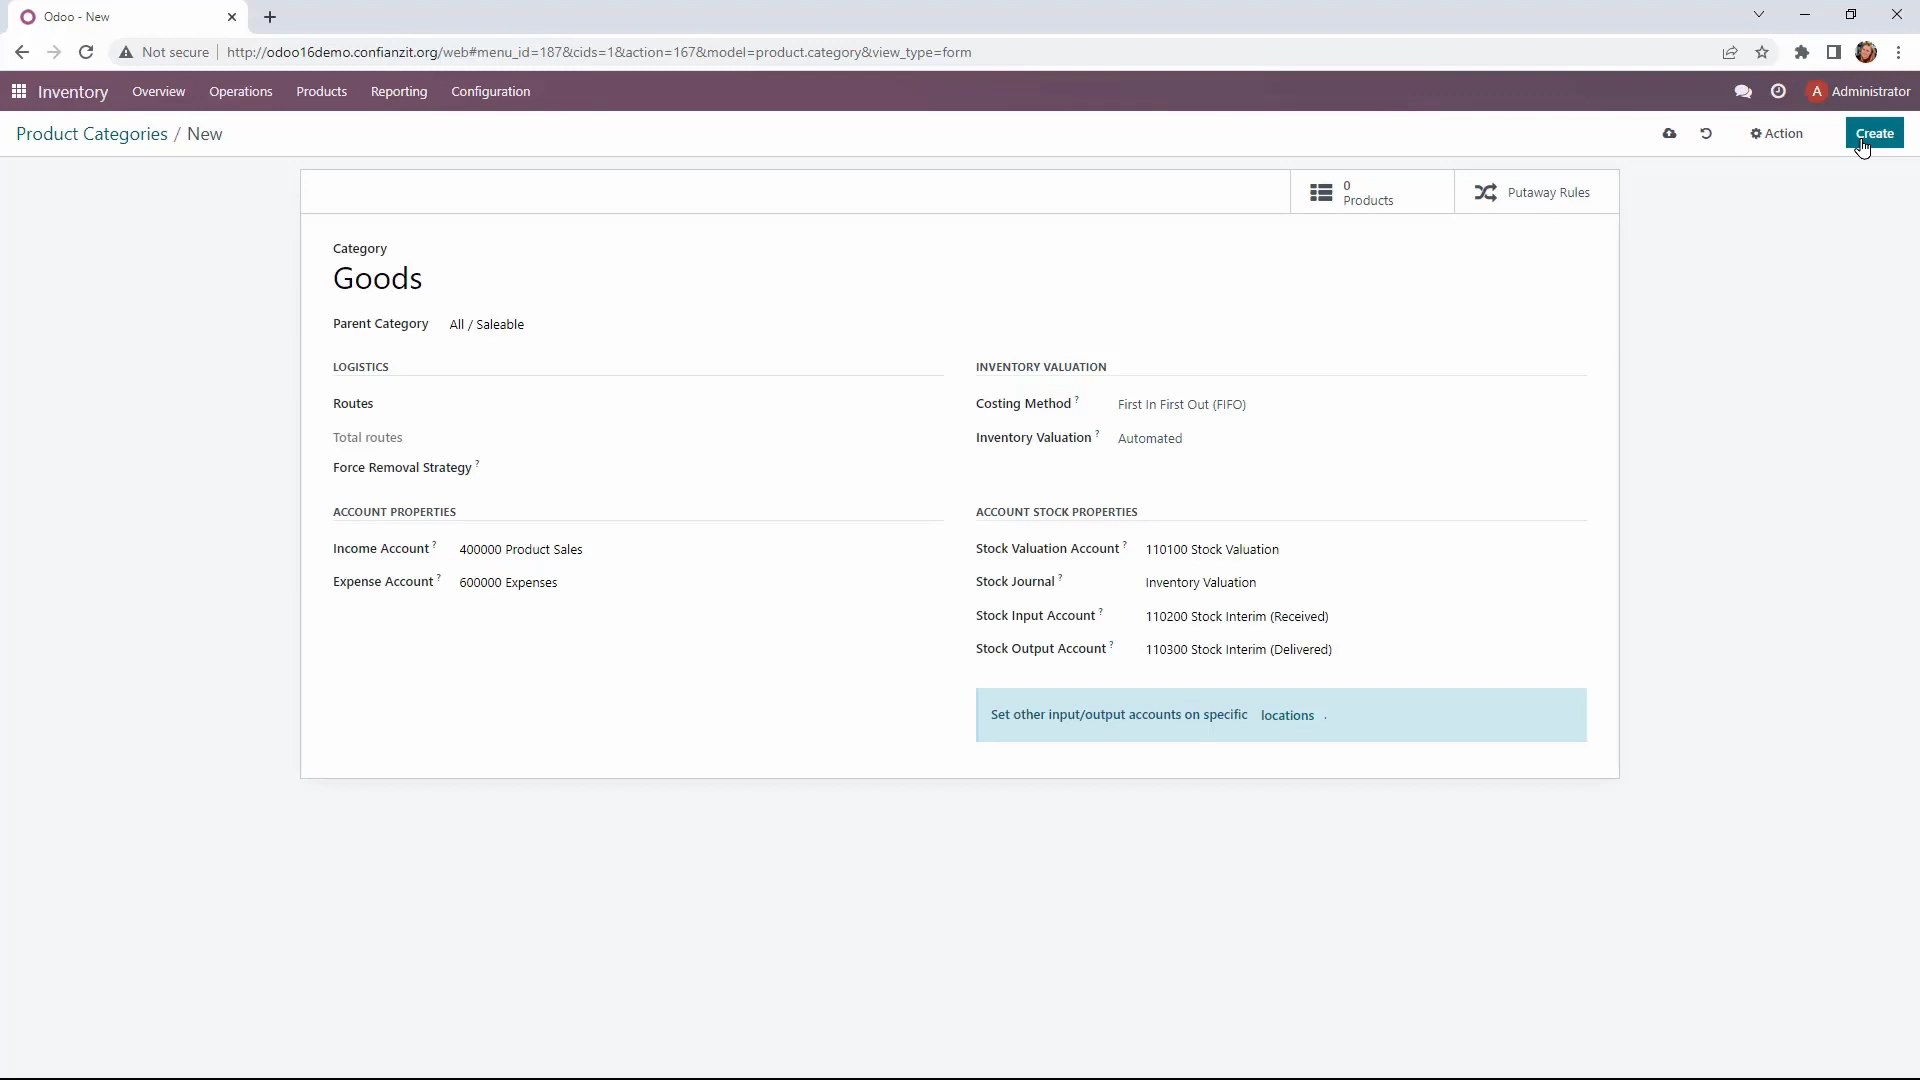 Odoo - New
Not secure http://odoo16demo.confianzit.org/web#menu_id=187&cids=1&action=167&model=product.category&view_type=form
Inventory Overview Operations Products Reporting Configuration A Administrator
Product Categories / New Action Create
0
Products
Putaway Rules
Category
Goods
Parent Category All / Saleable
LOGISTICS
Routes
Total routes
Force Removal Strategy ?
INVENTORY VALUATION
Costing Method ? First In First Out (FIFO)
Inventory Valuation ? Automated
ACCOUNT PROPERTIES
Income Account ? 400000 Product Sales
Expense Account ? 600000 Expenses
ACCOUNT STOCK PROPERTIES
Stock Valuation Account ? 110100 Stock Valuation
Stock Journal ? Inventory Valuation
Stock Input Account ? 110200 Stock Interim (Received)
Stock Output Account ? 110300 Stock Interim (Delivered)
Set other input/output accounts on specific locations .